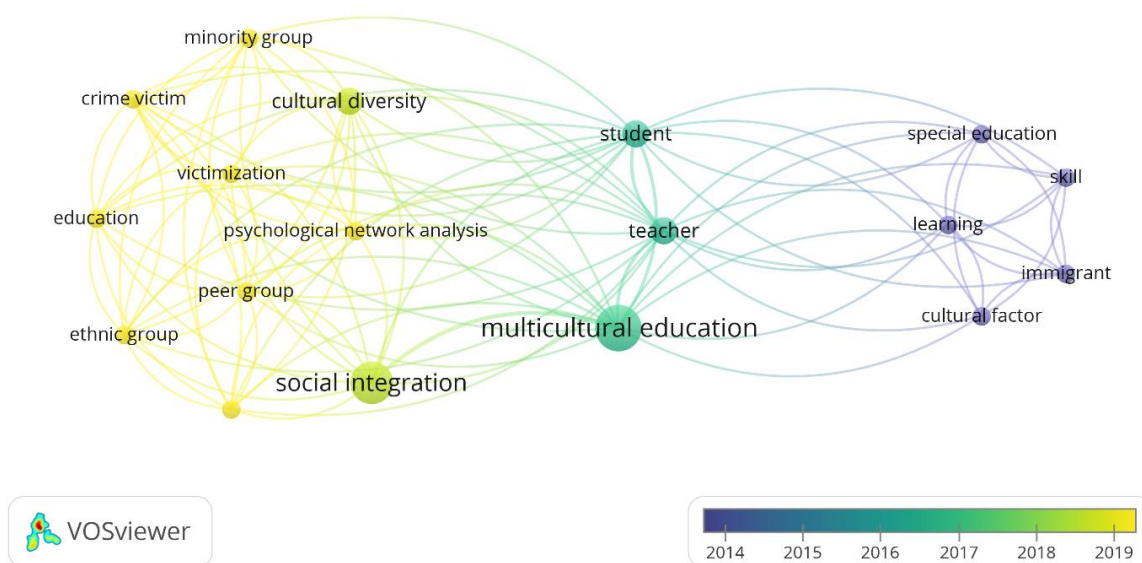 minority group
crime victim
cultural diversity
student
special education
victimization
skill
education
psychological network analysis
teacher
learning
peer group
immigrant
ethnic group
multicultural education
cultural factor
social integration
VOSviewer
2014 2015 2016 2017 2018 2019